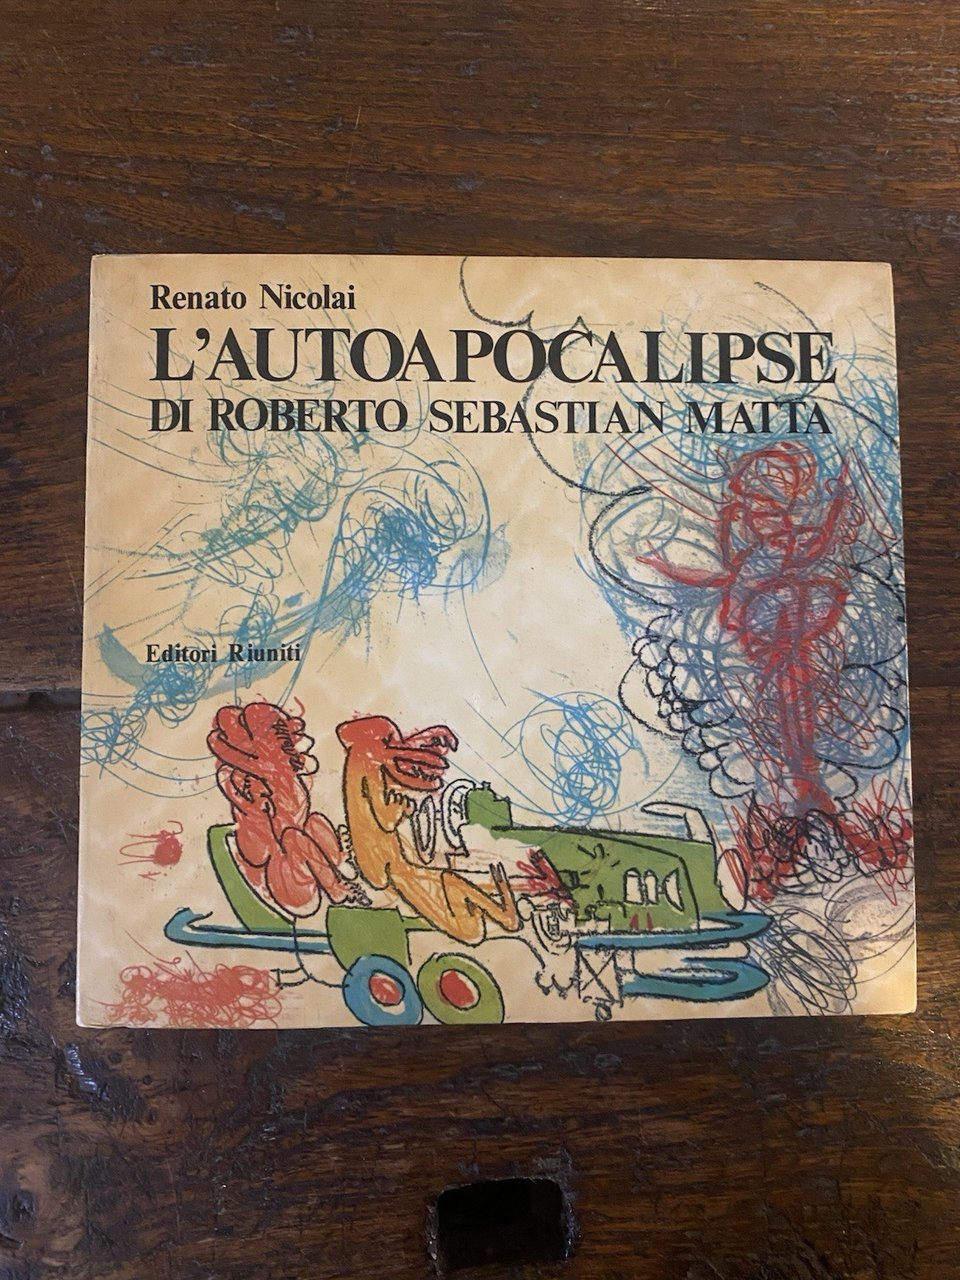 Renato Nicolai
L'AUTOAPOCALIPSE
DI ROBERTO SEBASTIAN MATTA
Editori Riuniti